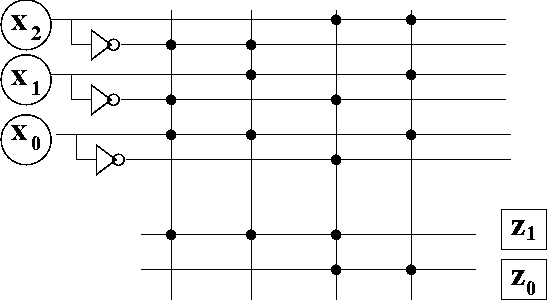 x₂
x₁
x₀
z₁
z₀